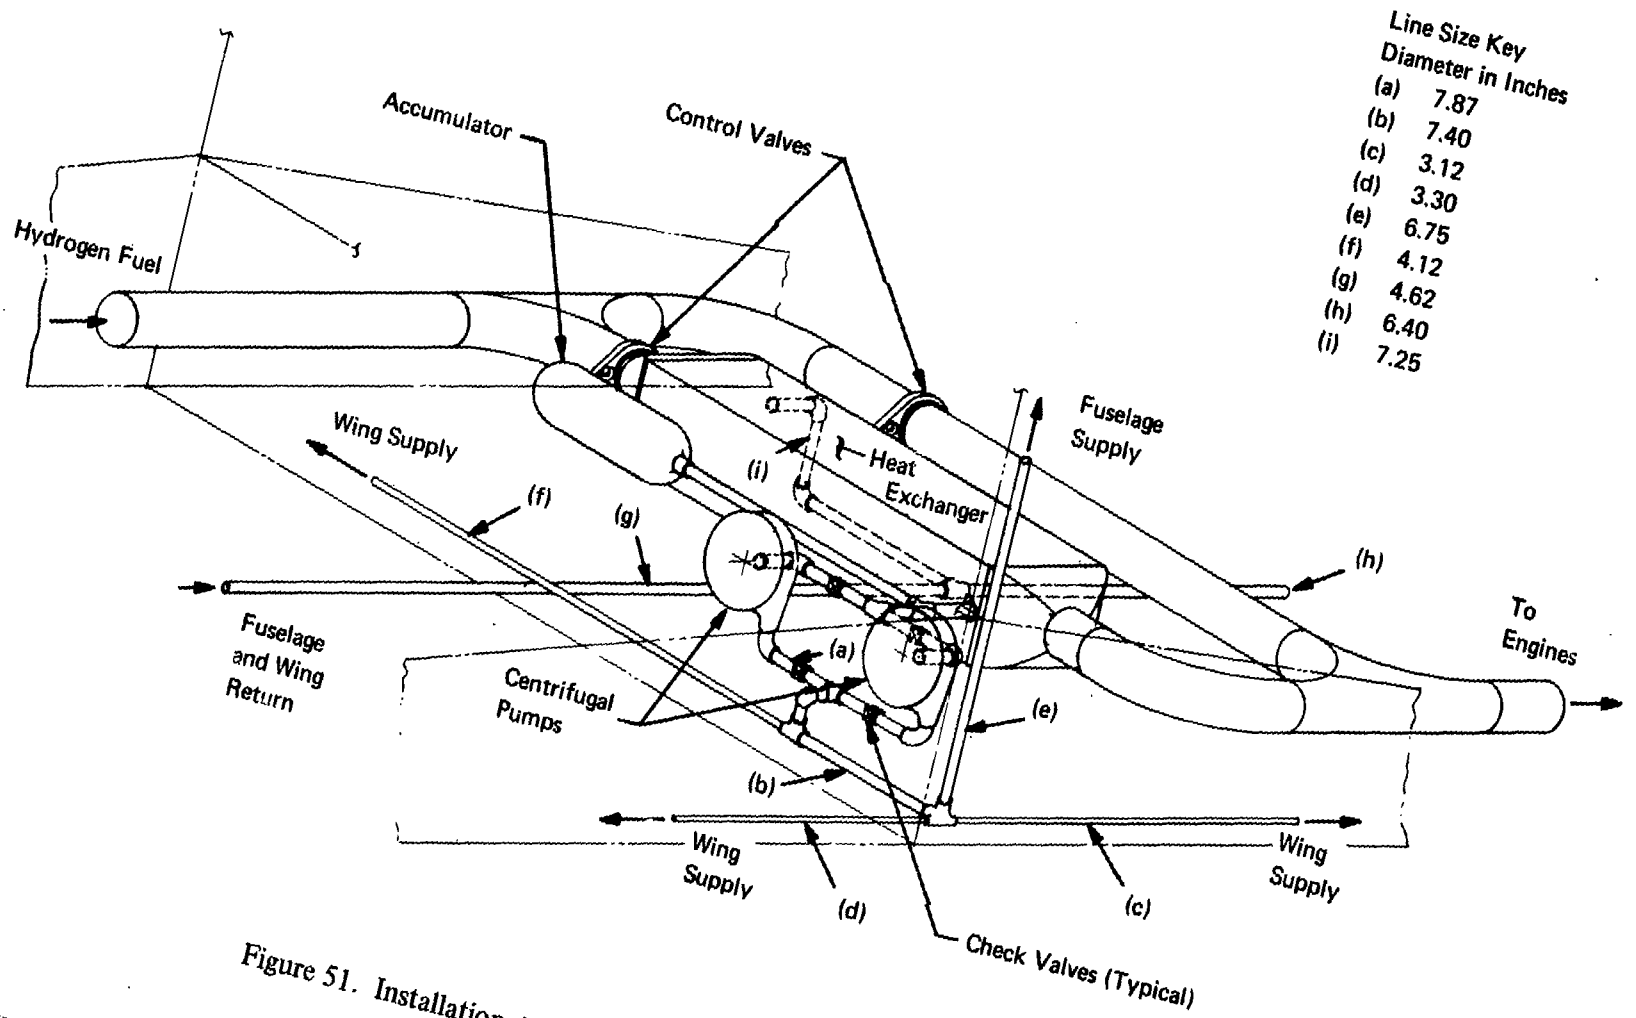 Line Size Key
Diameter in Inches
(a) 7.87
(b) 7.40
(c) 3.12
(d) 3.30
(e) 6.75
(f) 4.12
(g) 4.62
(h) 6.40
(i) 7.25
Accumulator
Control Valves
Hydrogen Fuel
Wing Supply
Fuselage
Supply
(i)
Heat
Exchanger
(f)
(g)
(h)
To
Engines
Fuselage
and Wing
Return
(a)
Centrifugal
Pumps
(e)
(b)
Wing
Supply
Wing
Supply
(d)
(c)
Check Valves (Typical)
Figure 51. Installation